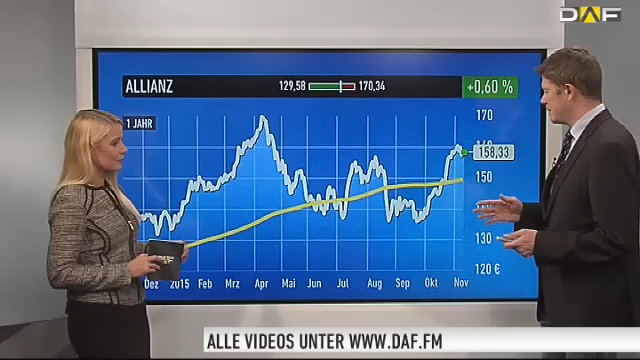 DAF
ALLIANZ
129,58 170,34
+0,60 %
1 JAHR
170
158,33
150
130
120 €
Dez 2015 Feb Mrz Apr Mai Jun Jul Aug Sep Okt Nov
ALLE VIDEOS UNTER WWW.DAF.FM